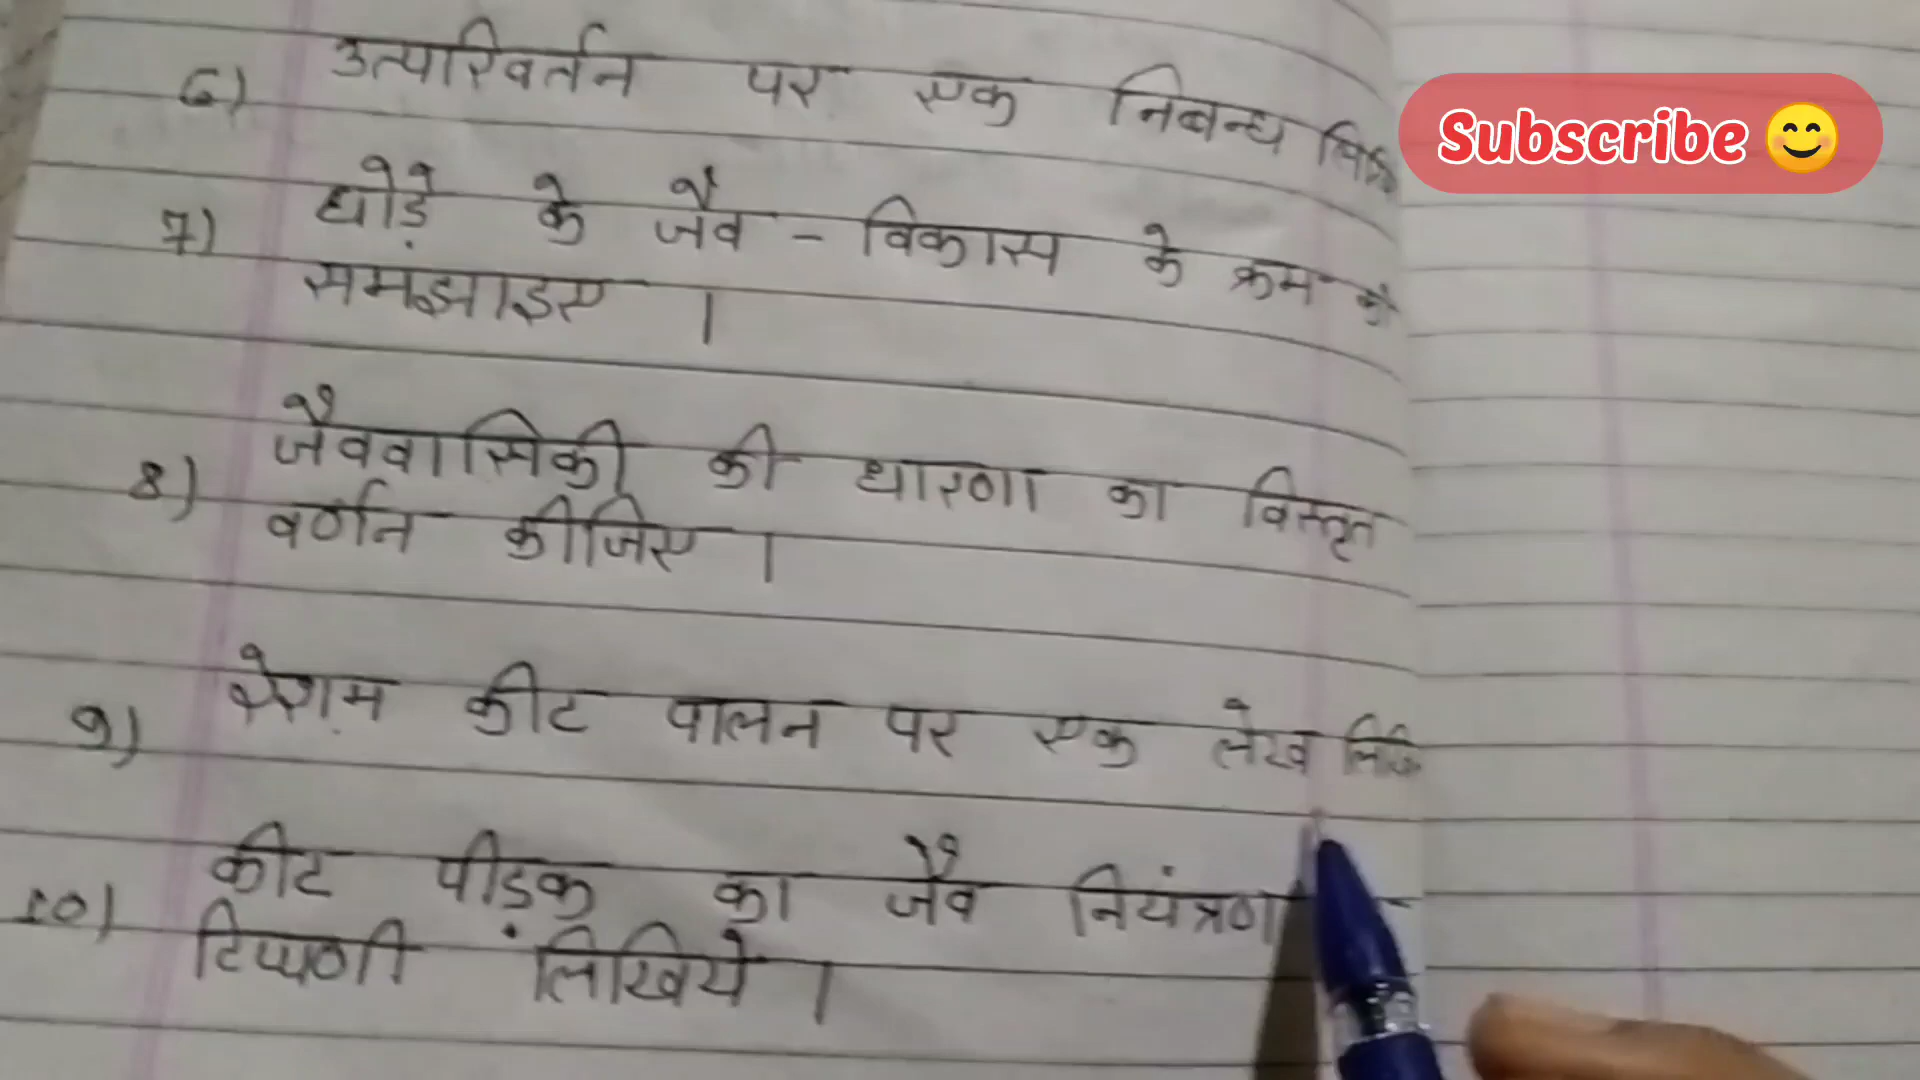 6) उत्परिवर्तन पर एक निबन्ध
Subscribe 😊
7) घोड़े के जैव - विकास के क्रम को
समझाइए ।
8) जैववासिकी की धारणा का विस्तृत
वर्णन कीजिए ।
9) रेशम कीट पालन पर एक लेख
10) कीट पीड़क का जैव नियंत्रण
टिप्पणी लिखिये ।